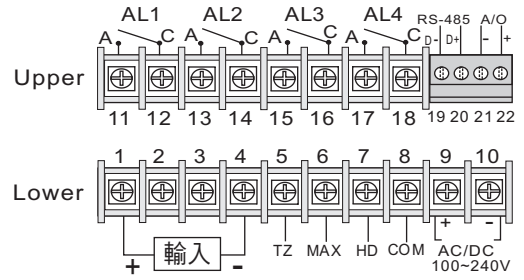 AL1 AL2 AL3 AL4 RS-485 A/O
A C A C A C A C D- D+ - +
Upper
11 12 13 14 15 16 17 18 19 20 21 22
1 2 3 4 5 6 7 8 9 10
Lower
+ 輸入 - TZ MAX HD COM + -
AC/DC
100~240V